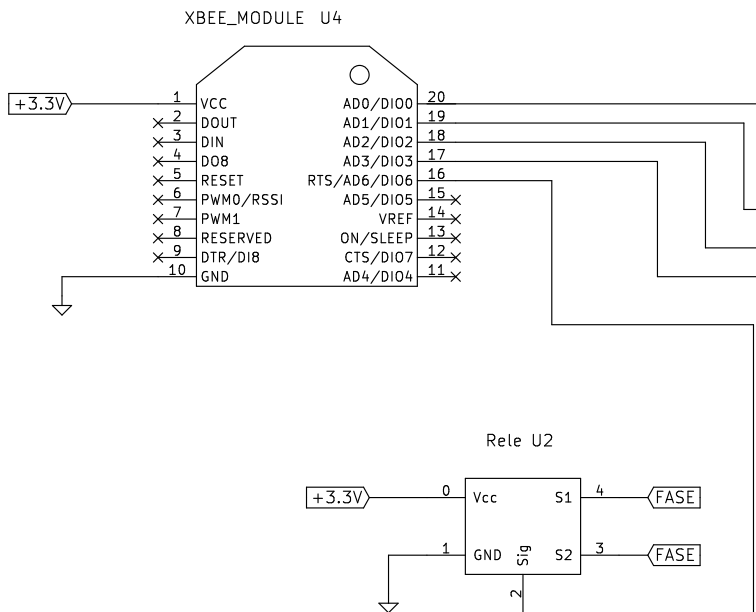 XBEE_MODULE U4
+3.3V 1 VCC AD0/DIO0 20
2 DOUT AD1/DIO1 19
3 DIN AD2/DIO2 18
4 DO8 AD3/DIO3 17
5 RESET RTS/AD6/DIO6 16
6 PWM0/RSSI AD5/DIO5 15
7 PWM1 VREF 14
8 RESERVED ON/SLEEP 13
9 DTR/DI8 CTS/DIO7 12
10 GND AD4/DIO4 11
Rele U2
+3.3V 0 Vcc S1 4 FASE
1 GND Sig S2 3 FASE
2